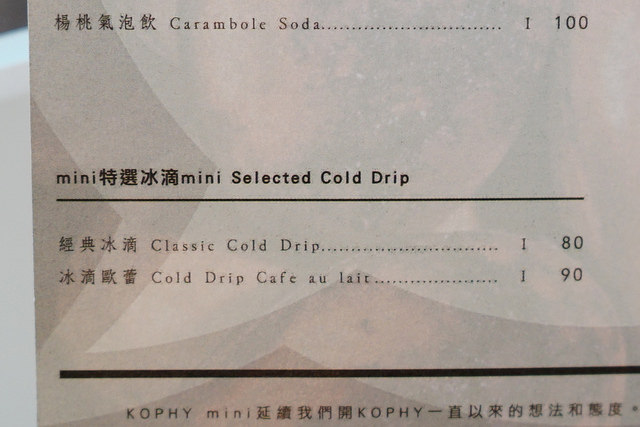 楊桃氣泡飲 Carambole Soda............................. I 100
mini特選冰滴mini Selected Cold Drip
經典冰滴 Classic Cold Drip............................ I 80
冰滴歐蕾 Cold Drip Cafe au lait.................... I 90
KOPHY mini延續我們開KOPHY一直以來的想法和態度。